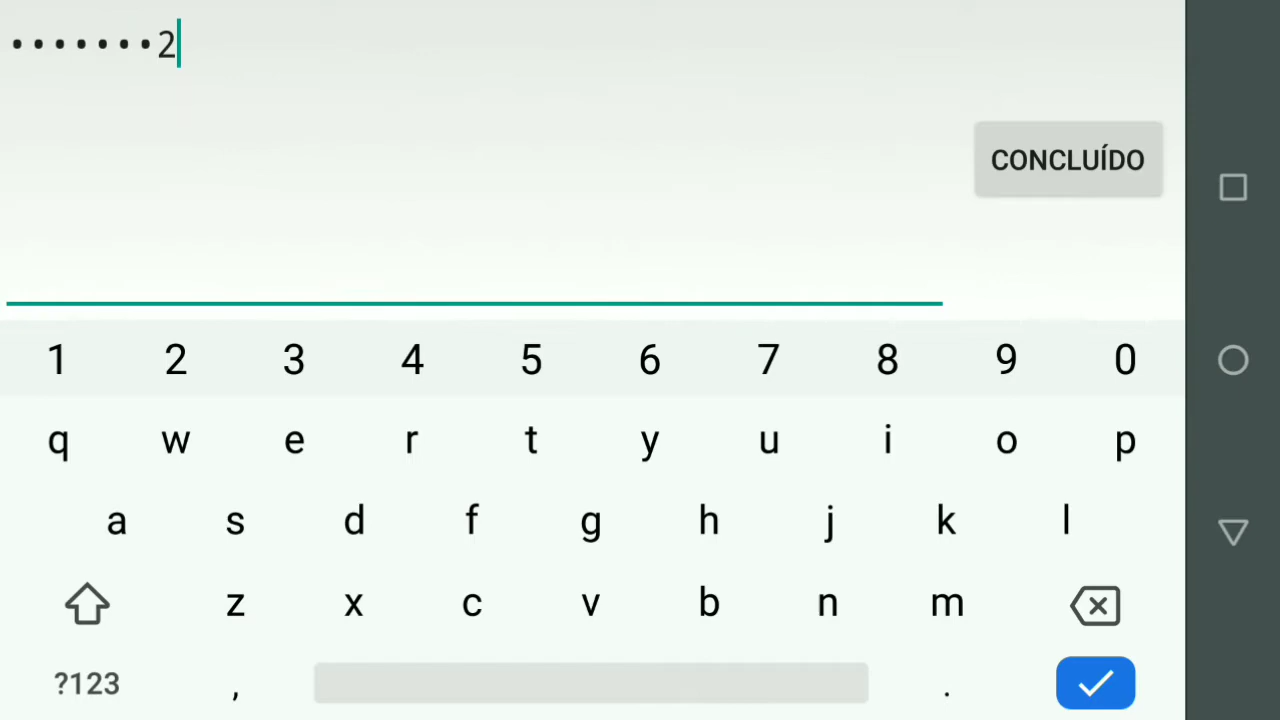 •••••••2
CONCLUÍDO
1 2 3 4 5 6 7 8 9 0
q w e r t y u i o p
a s d f g h j k l
z x c v b n m
?123 , .